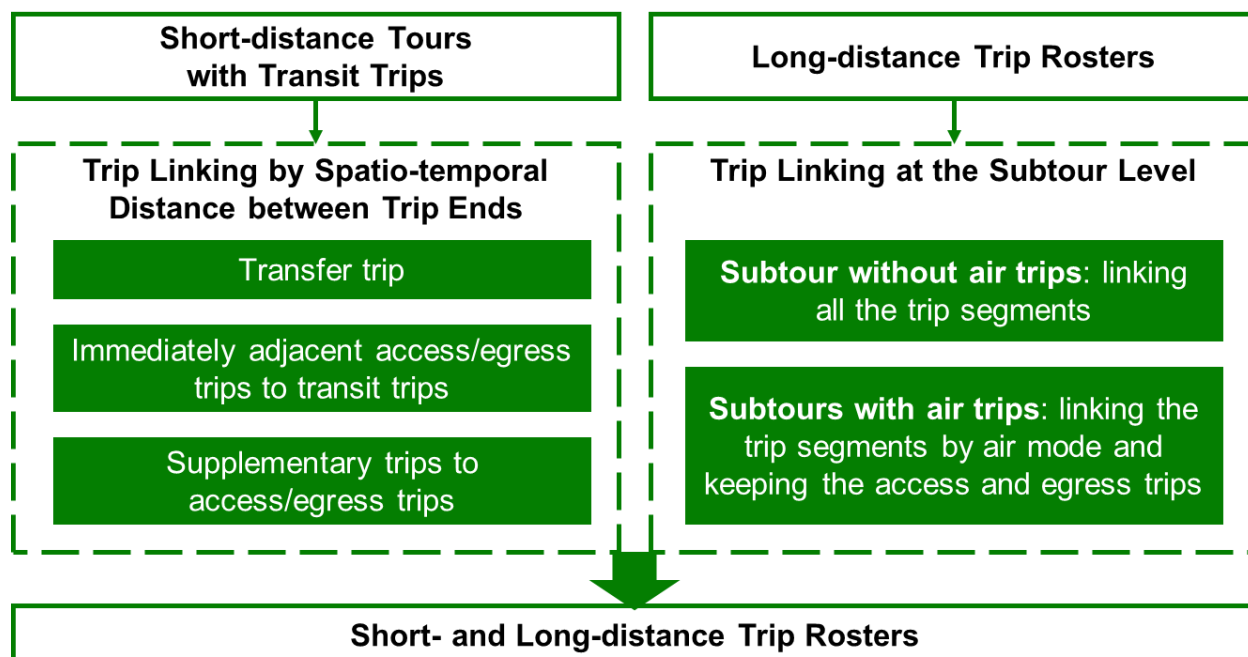 Short-distance Tours
with Transit Trips
Long-distance Trip Rosters
Trip Linking by Spatio-temporal
Distance between Trip Ends
Transfer trip
Immediately adjacent access/egress
trips to transit trips
Supplementary trips to
access/egress trips
Trip Linking at the Subtour Level
Subtour without air trips: linking
all the trip segments
Subtours with air trips: linking the
trip segments by air mode and
keeping the access and egress trips
Short- and Long-distance Trip Rosters